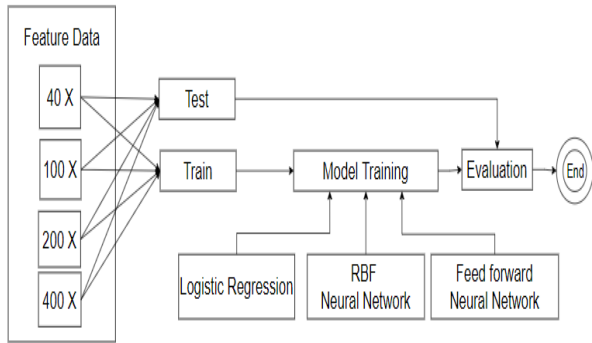 Feature Data
40 X
100 X
200 X
400 X
Test
Train
Model Training
Evaluation
End
Logistic Regression
RBF
Neural Network
Feed forward
Neural Network